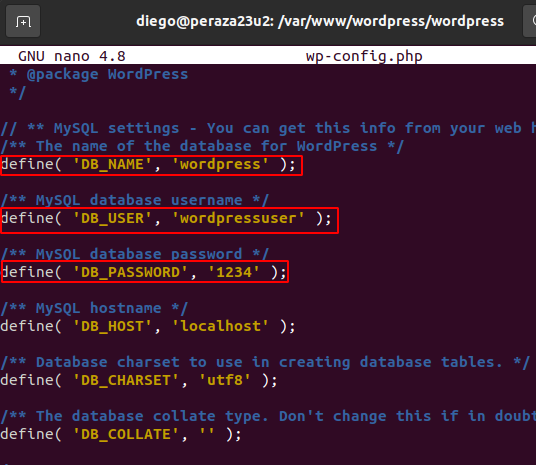 diego@peraza23u2: /var/www/wordpress/wordpress
GNU nano 4.8 wp-config.php
* @package WordPress
*/
// ** MySQL settings - You can get this info from your web h
/** The name of the database for WordPress */
define( 'DB_NAME', 'wordpress' );
/** MySQL database username */
define( 'DB_USER', 'wordpressuser' );
/** MySQL database password */
define( 'DB_PASSWORD', '1234' );
/** MySQL hostname */
define( 'DB_HOST', 'localhost' );
/** Database charset to use in creating database tables. */
define( 'DB_CHARSET', 'utf8' );
/** The database collate type. Don't change this if in doubt
define( 'DB_COLLATE', '' );